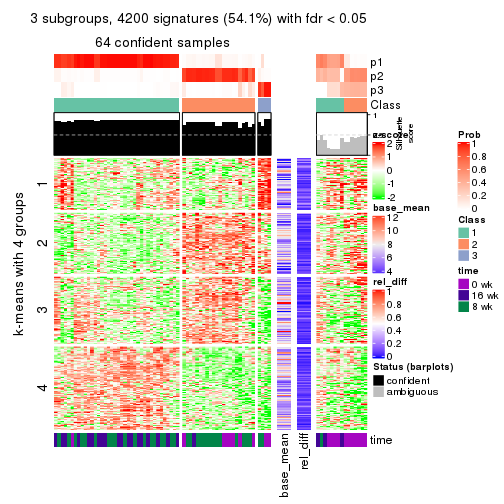 3 subgroups, 4200 signatures (54.1%) with fdr < 0.05
64 confident samples
p1
p2
p3
Class
1
Silhouette
score
z-score
2
1
0
-1
-2
base_mean
12
10
8
6
4
rel_diff
1
0.8
0.6
0.4
0.2
0
Status (barplots)
confident
ambiguous
Prob
1
0.8
0.6
0.4
0.2
0
Class
1
2
3
time
0 wk
16 wk
8 wk
k-means with 4 groups
1
2
3
4
time
base_mean
rel_diff